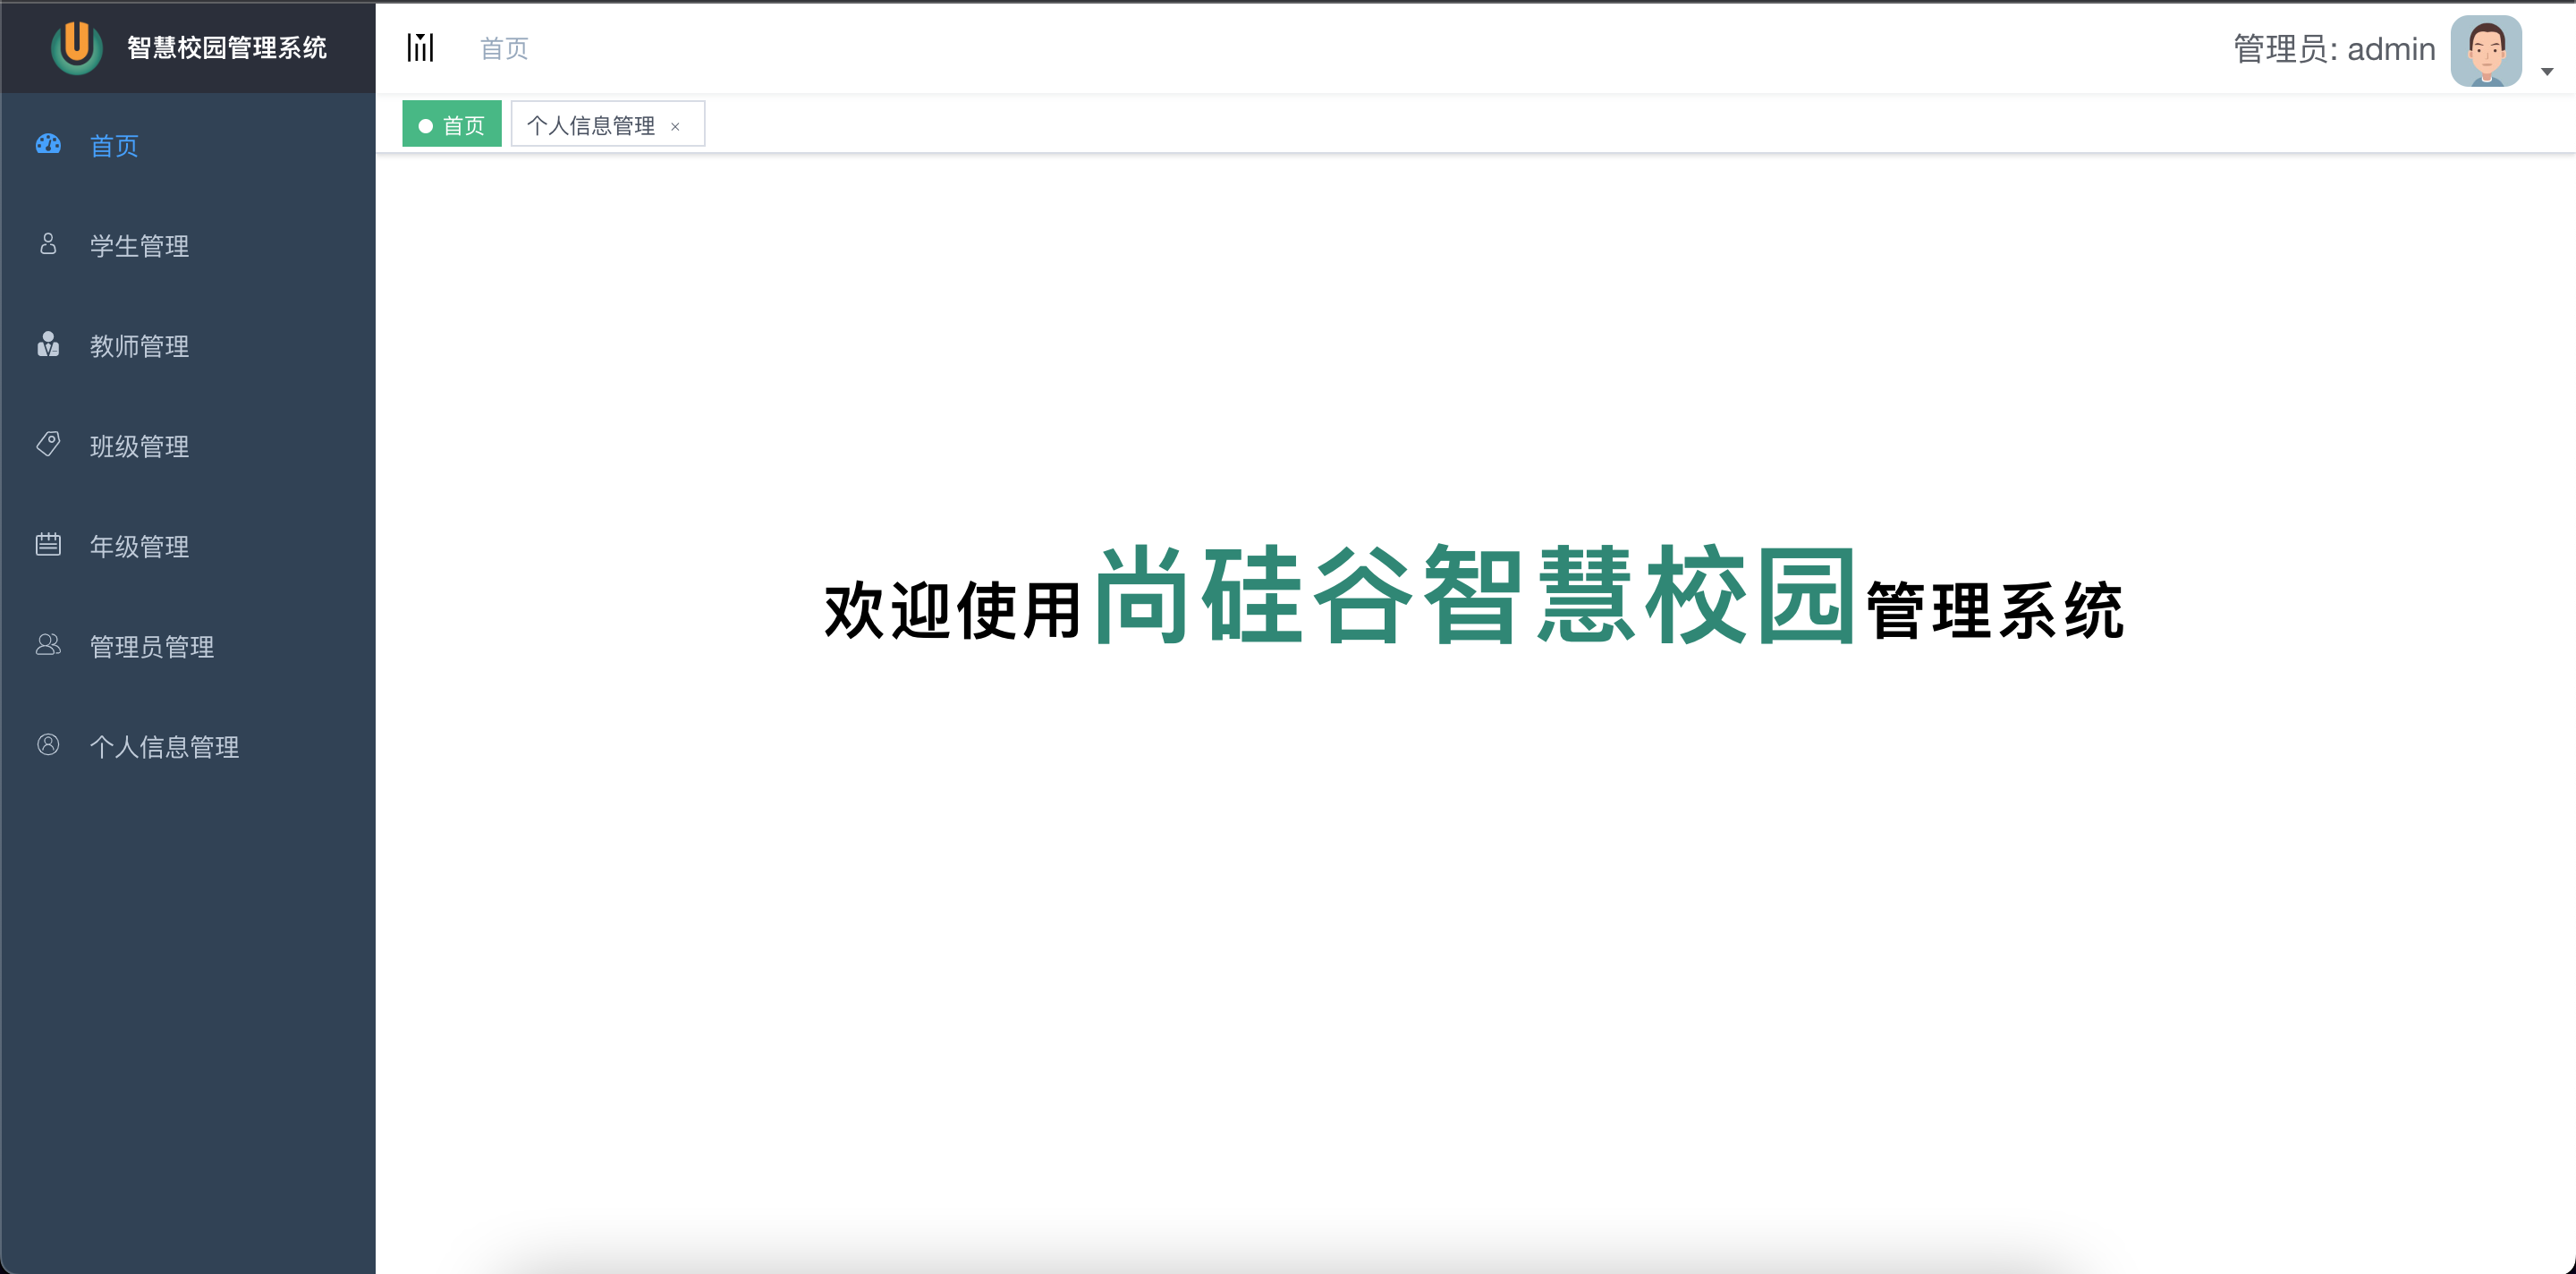 智慧校园管理系统
首页
管理员: admin
首页
个人信息管理 ×
首页
学生管理
教师管理
班级管理
年级管理
管理员管理
个人信息管理
欢迎使用尚硅谷智慧校园管理系统